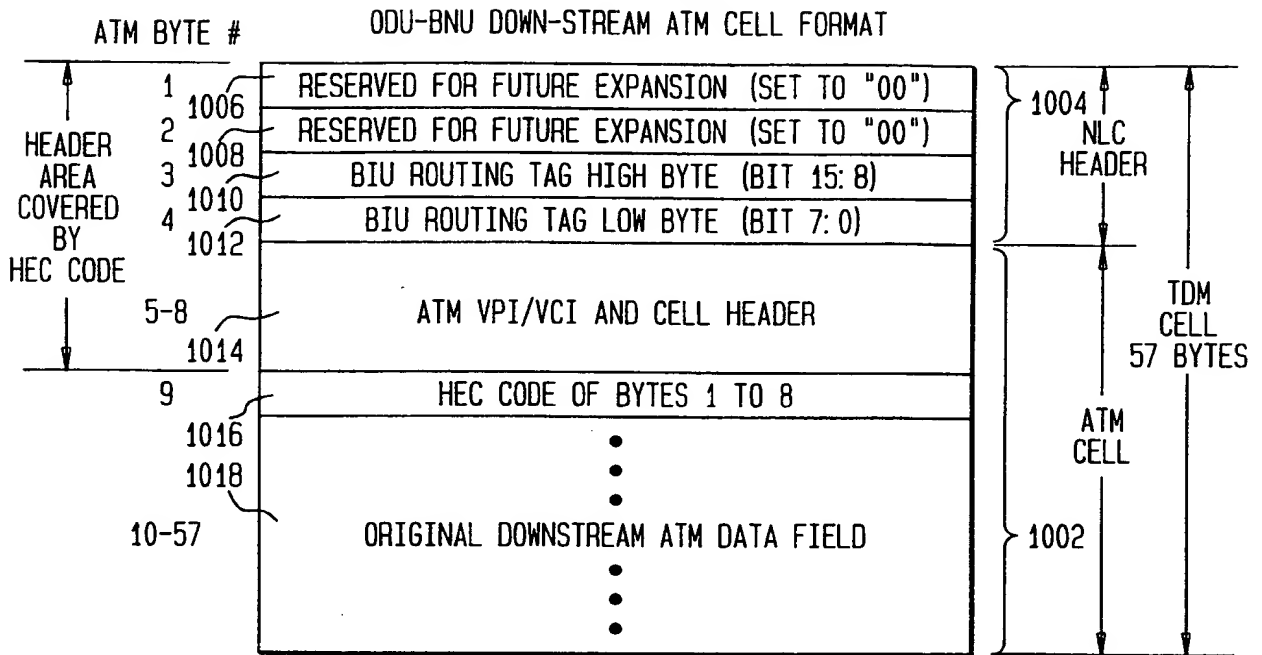 ODU-BNU DOWN-STREAM ATM CELL FORMAT
ATM BYTE #
1
1006
RESERVED FOR FUTURE EXPANSION (SET TO "00")
2
1008
RESERVED FOR FUTURE EXPANSION (SET TO "00")
3
1010
BIU ROUTING TAG HIGH BYTE (BIT 15:8)
4
1012
BIU ROUTING TAG LOW BYTE (BIT 7:0)
5-8
1014
ATM VPI/VCI AND CELL HEADER
9
1016
HEC CODE OF BYTES 1 TO 8
1018
10-57
ORIGINAL DOWNSTREAM ATM DATA FIELD
HEADER
AREA
COVERED
BY
HEC CODE
1004
NLC
HEADER
TDM
CELL
57 BYTES
ATM
CELL
1002